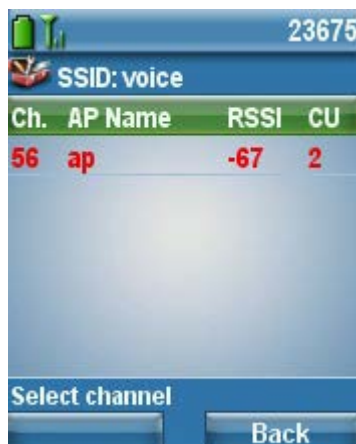 23675
SSID: voice
Ch. AP Name RSSI CU
56 ap -67 2
Select channel
Back